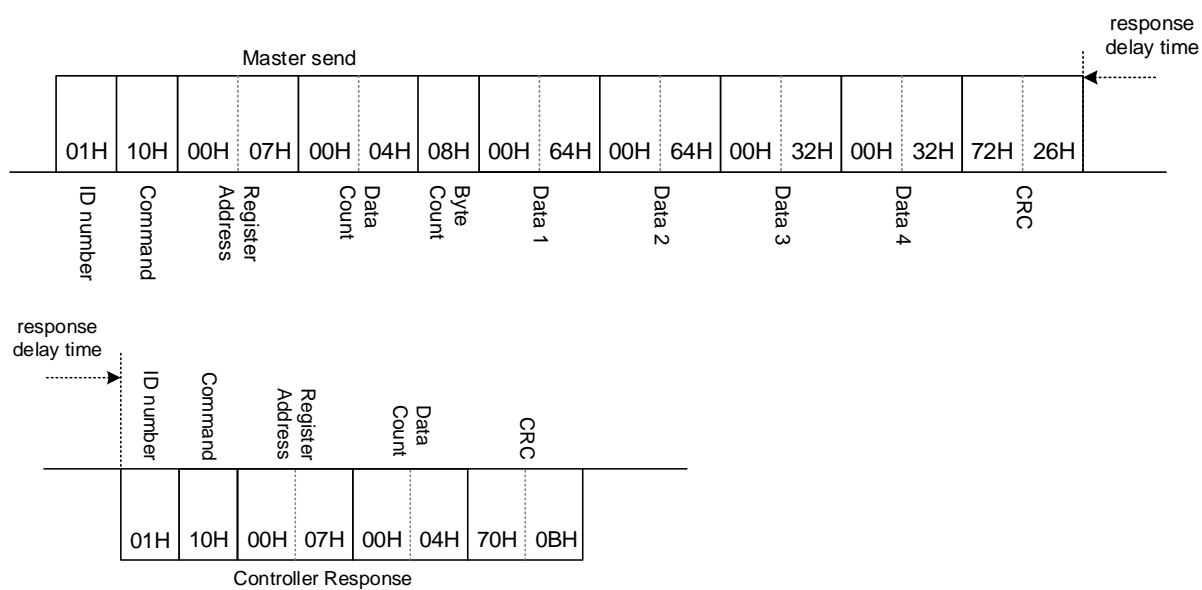 response
delay time
Master send
01H 10H 00H 07H 00H 04H 08H 00H 64H 00H 64H 00H 32H 00H 32H 72H 26H
ID number
Command
Register
Address
Data
Count
Byte
Count
Data 1
Data 2
Data 3
Data 4
CRC
response
delay time
ID number
Command
Register
Address
Data
Count
CRC
01H 10H 00H 07H 00H 04H 70H 0BH
Controller Response